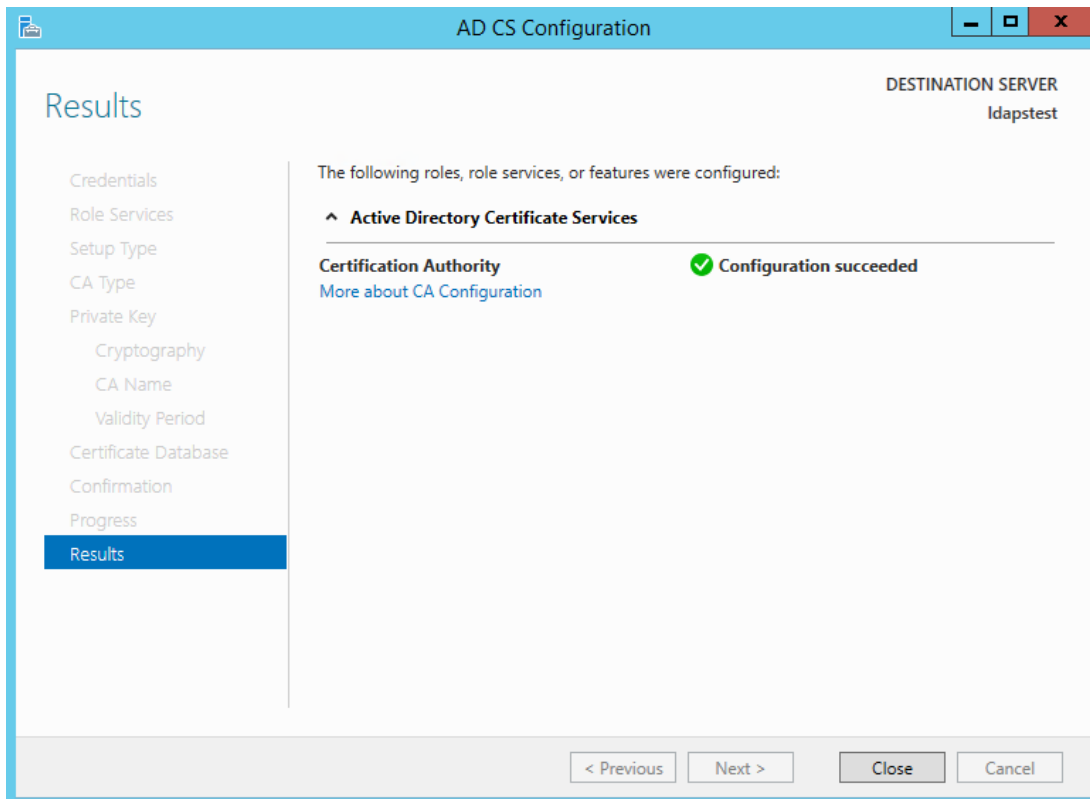 AD CS Configuration
Results
DESTINATION SERVER
ldapstest
Credentials
Role Services
Setup Type
CA Type
Private Key
Cryptography
CA Name
Validity Period
Certificate Database
Confirmation
Progress
Results
The following roles, role services, or features were configured:
Active Directory Certificate Services
Certification Authority
Configuration succeeded
More about CA Configuration
< Previous
Next >
Close
Cancel